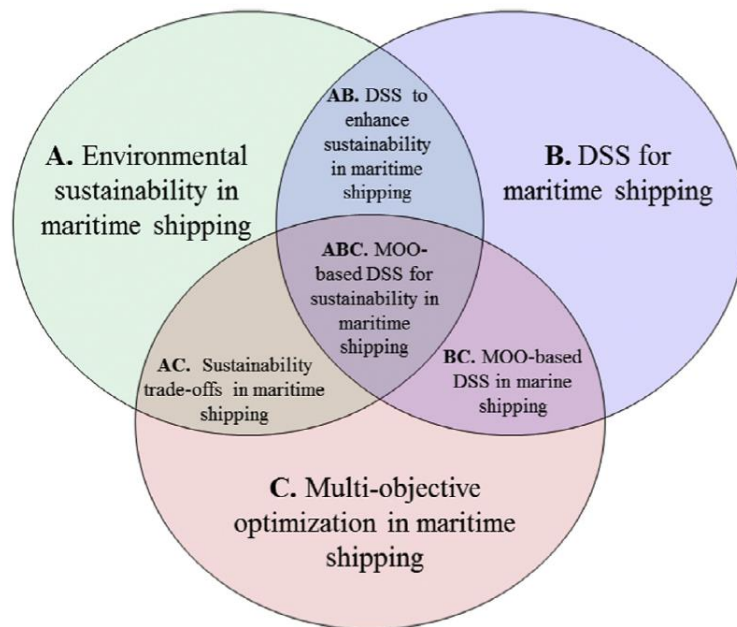 AB. DSS to
enhance
sustainability
in maritime
shipping
A. Environmental
sustainability in
maritime shipping
B. DSS for
maritime shipping
ABC. MOO-
based DSS for
sustainability in
maritime
shipping
AC. Sustainability
trade-offs in maritime
shipping
BC. MOO-based
DSS in marine
shipping
C. Multi-objective
optimization in maritime
shipping